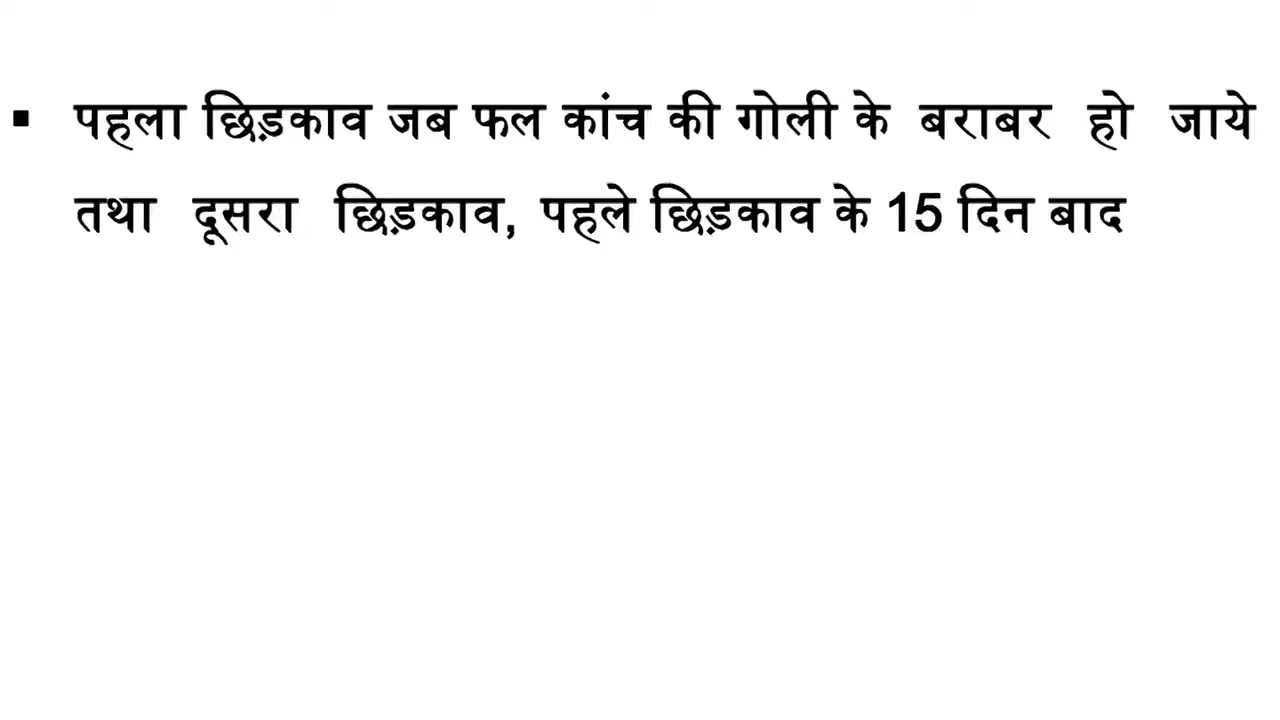 ▪ पहला छिड़काव जब फल कांच की गोली के बराबर हो जाये
तथा दूसरा छिड़काव, पहले छिड़काव के 15 दिन बाद